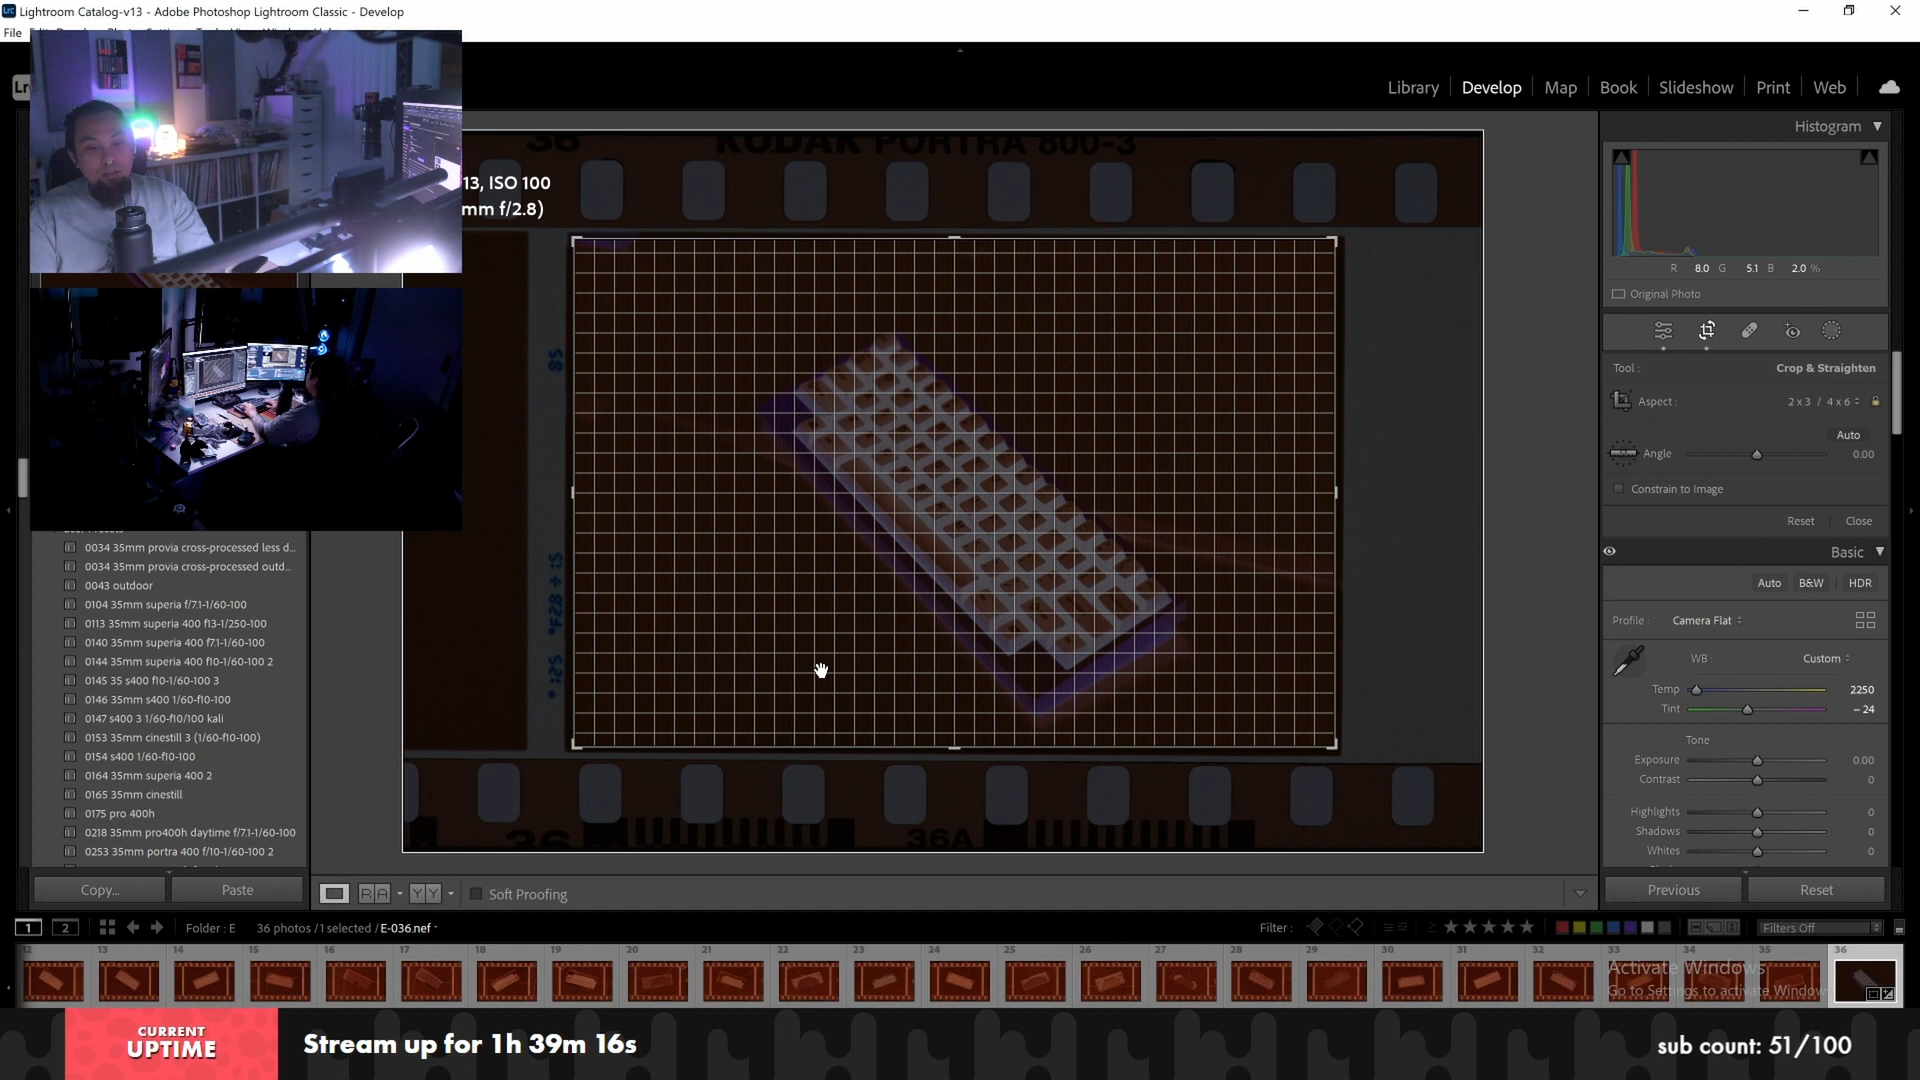 Lightroom Catalog-v13 - Adobe Photoshop Lightroom Classic - Develop
File
Library
Develop
Map
Book
Slideshow
Print
Web
Histogram
R 8.0 G 5.1 B 2.0 %
Original Photo
Tool :
Crop & Straighten
Aspect :
2 x 3 / 4 x 6
Auto
Angle
0.00
Constrain to Image
Reset
Close
Basic
Auto
B&W
HDR
Profile :
Camera Flat
WB :
Custom
Temp
2250
Tint
– 24
Tone
Exposure
0.00
Contrast
0
Highlights
0
Shadows
0
Whites
0
Previous
Reset
KODAK PORTRA 800-3
13, ISO 100
mm f/2.8)
36
36A
0034 35mm provia cross-processed less d...
0034 35mm provia cross-processed outd...
0043 outdoor
0104 35mm superia f/7.1-1/60-100
0113 35mm superia 400 f13-1/250-100
0140 35mm superia 400 f7.1-1/60-100
0144 35mm superia 400 f10-1/60-100 2
0145 35 s400 f10-1/60-100 3
0146 35mm s400 1/60-f10-100
0147 s400 3 1/60-f10/100 kali
0153 35mm cinestill 3 (1/60-f10-100)
0154 s400 1/60-f10-100
0164 35mm superia 400 2
0165 35mm cinestill
0175 pro 400h
0218 35mm pro400h daytime f/7.1-1/60-100
0253 35mm portra 400 f/10-1/60-100 2
Copy...
Paste
R A
Y Y
Soft Proofing
1
2
Folder : E
36 photos / 1 selected / E-036.nef
Filter :
Filters Off
12 13 14 15 16 17 18 19 20 21 22 23 24 25 26 27 28 29 30 31 32 33 34 35 36
Activate Windows
Go to Settings to activate Windows
CURRENT
UPTIME
Stream up for 1h 39m 16s
sub count: 51/100